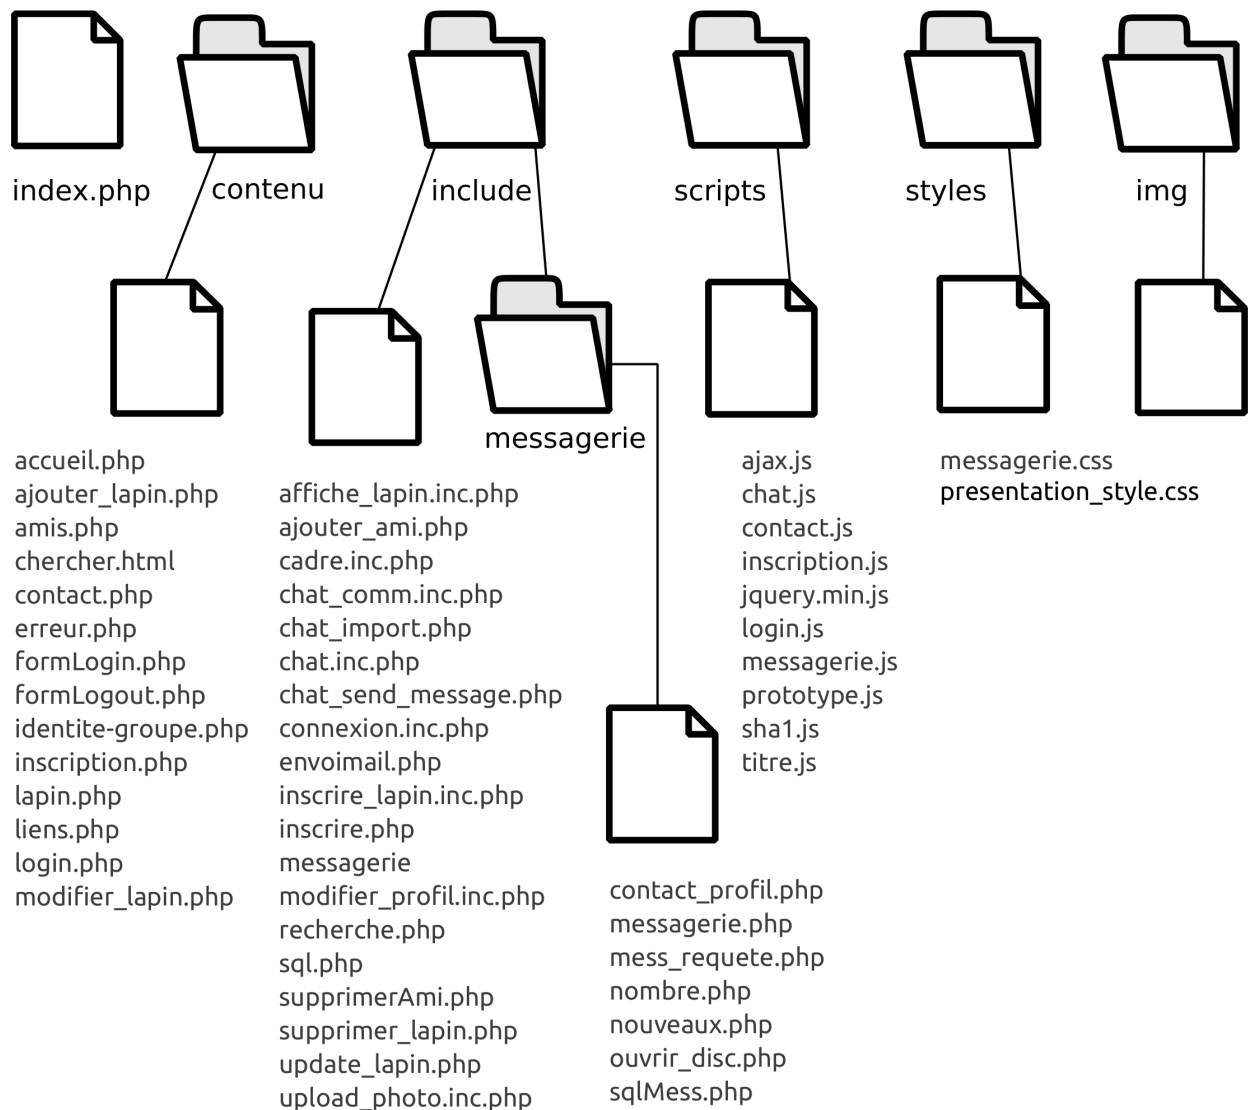 index.php
contenu
include
scripts
styles
img
messagerie
accueil.php
ajouter_lapin.php
amis.php
chercher.html
contact.php
erreur.php
formLogin.php
formLogout.php
identite-groupe.php
inscription.php
lapin.php
liens.php
login.php
modifier_lapin.php
affiche_lapin.inc.php
ajouter_ami.php
cadre.inc.php
chat_comm.inc.php
chat_import.php
chat.inc.php
chat_send_message.php
connexion.inc.php
envoimail.php
inscrire_lapin.inc.php
inscrire.php
messagerie
modifier_profil.inc.php
recherche.php
sql.php
supprimerAmi.php
supprimer_lapin.php
update_lapin.php
upload_photo.inc.php
contact_profil.php
messagerie.php
mess_requete.php
nombre.php
nouveaux.php
ouvrir_disc.php
sqlMess.php
ajax.js
chat.js
contact.js
inscription.js
jquery.min.js
login.js
messagerie.js
prototype.js
sha1.js
titre.js
messagerie.css
presentation_style.css